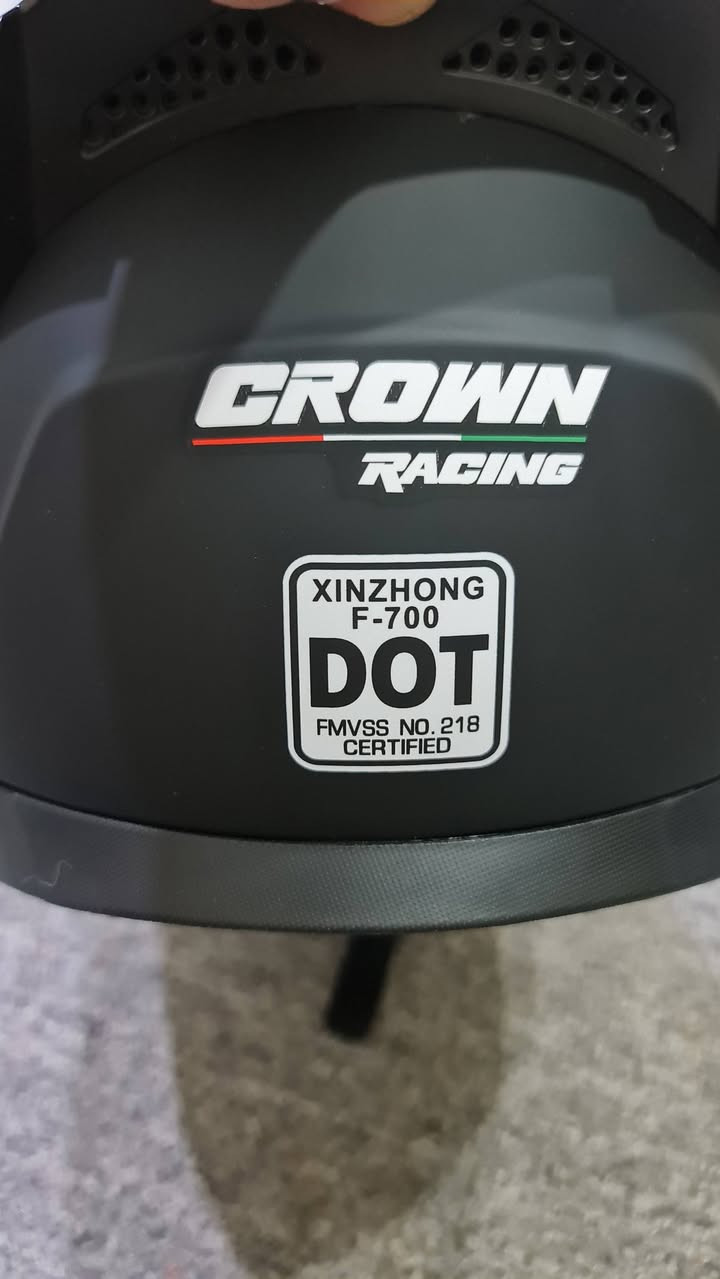 CROWN
RACING
XINZHONG
F-700
DOT
FMVSS NO. 218
CERTIFIED